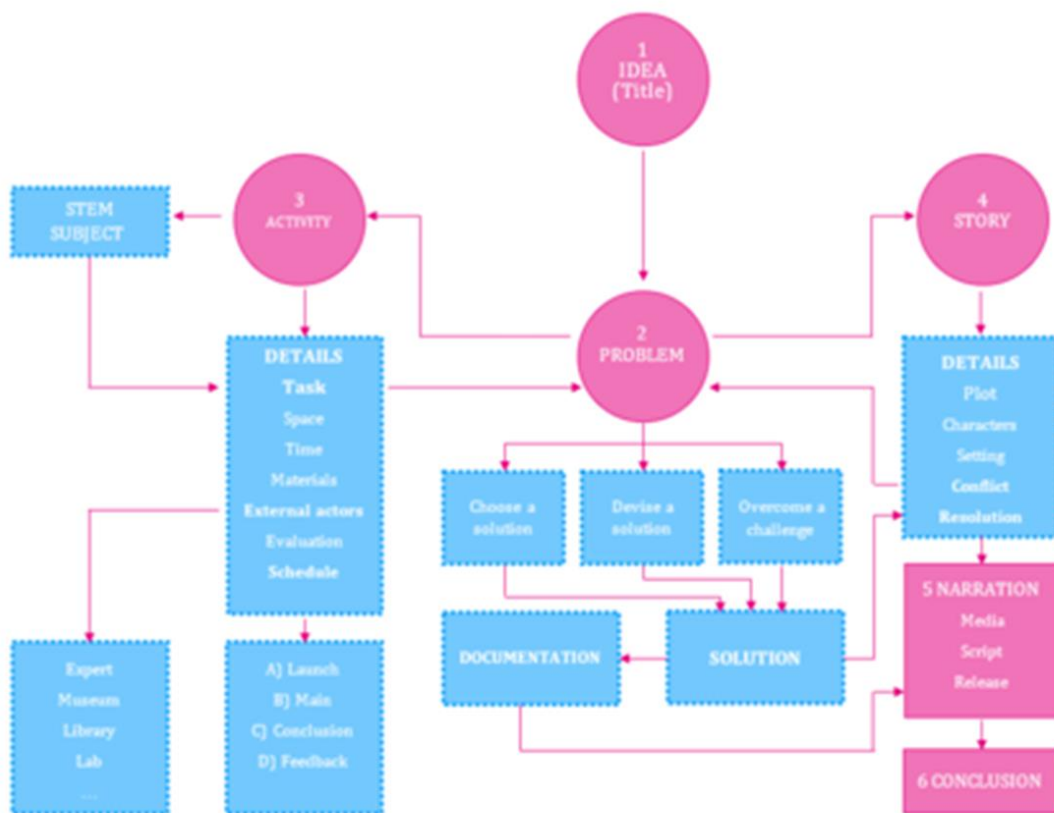 1
IDEA
(Title)
STEM
SUBJECT
3
ACTIVITY
4
STORY
2
PROBLEM
DETAILS
Task
Space
Time
Materials
External actors
Evaluation
Schedule
DETAILS
Plot
Characters
Setting
Conflict
Resolution
Choose a
solution
Devise a
solution
Overcome a
challenge
DOCUMENTATION
SOLUTION
5 NARRATION
Media
Script
Release
Expert
Museum
Library
Lab
...
A) Launch
B) Main
C) Conclusion
D) Feedback
6 CONCLUSION